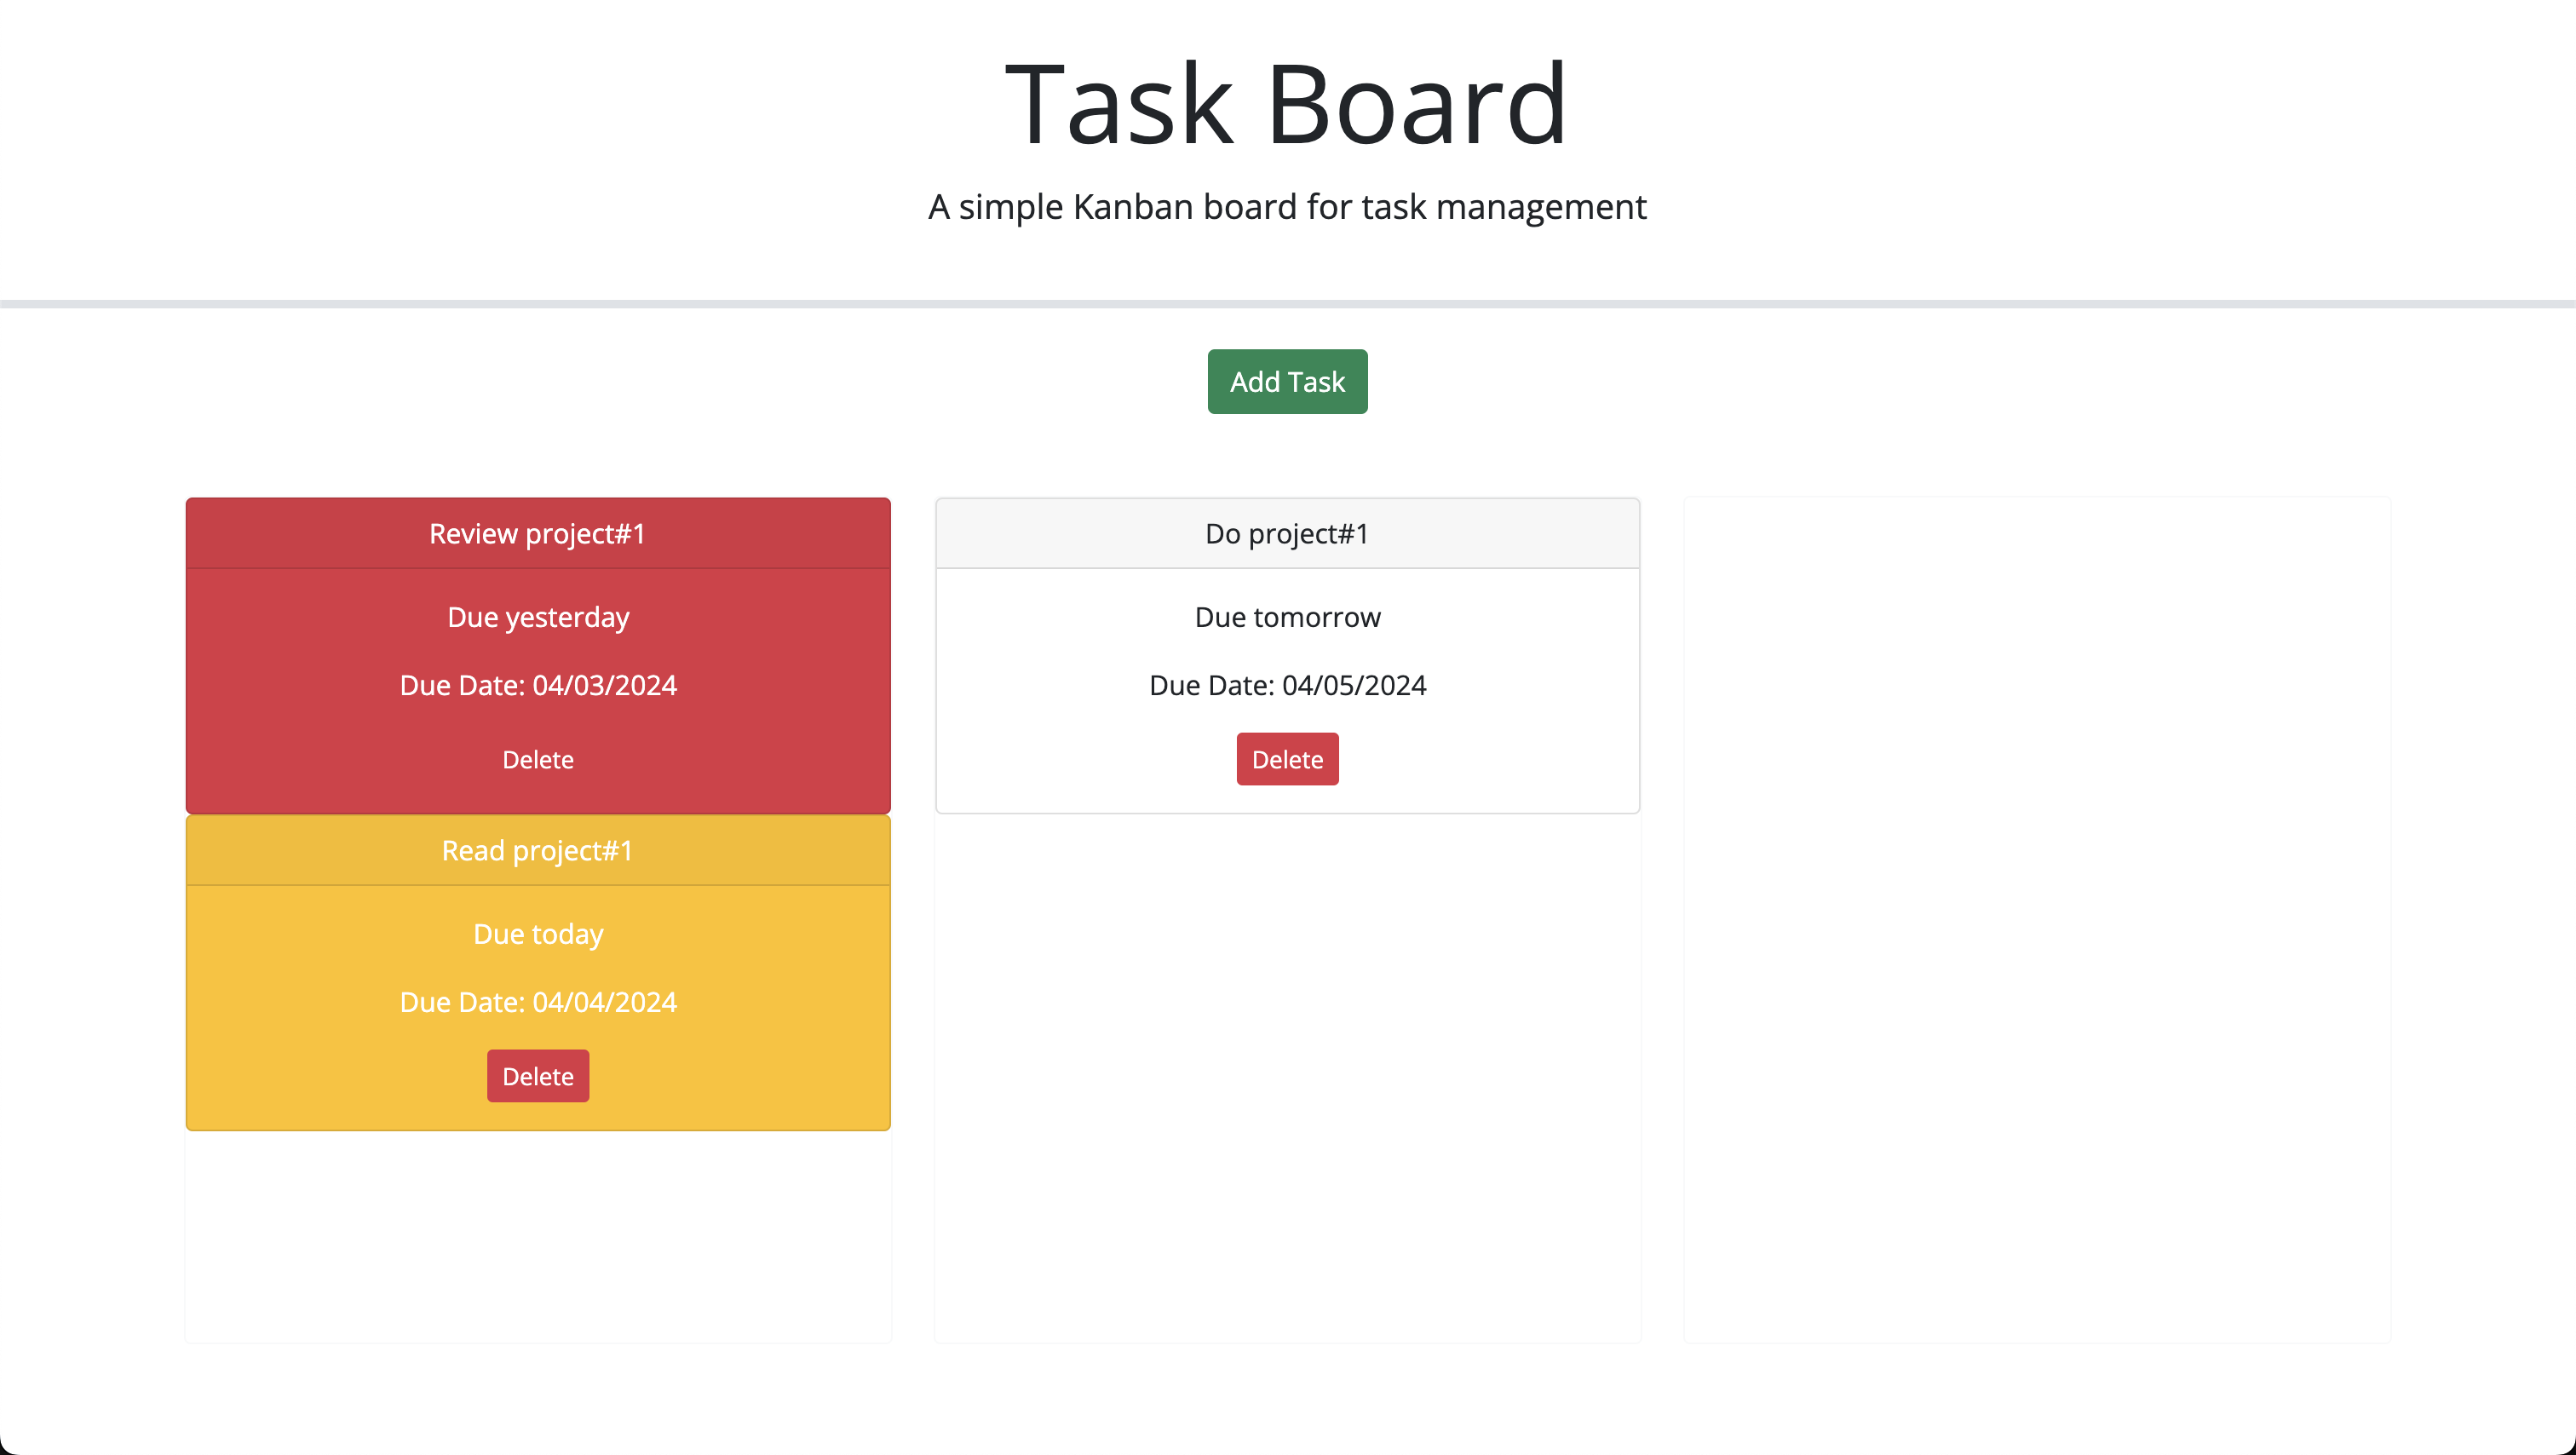 Task Board
A simple Kanban board for task management
Add Task
Review project#1
Due yesterday
Due Date: 04/03/2024
Delete
Read project#1
Due today
Due Date: 04/04/2024
Delete
Do project#1
Due tomorrow
Due Date: 04/05/2024
Delete